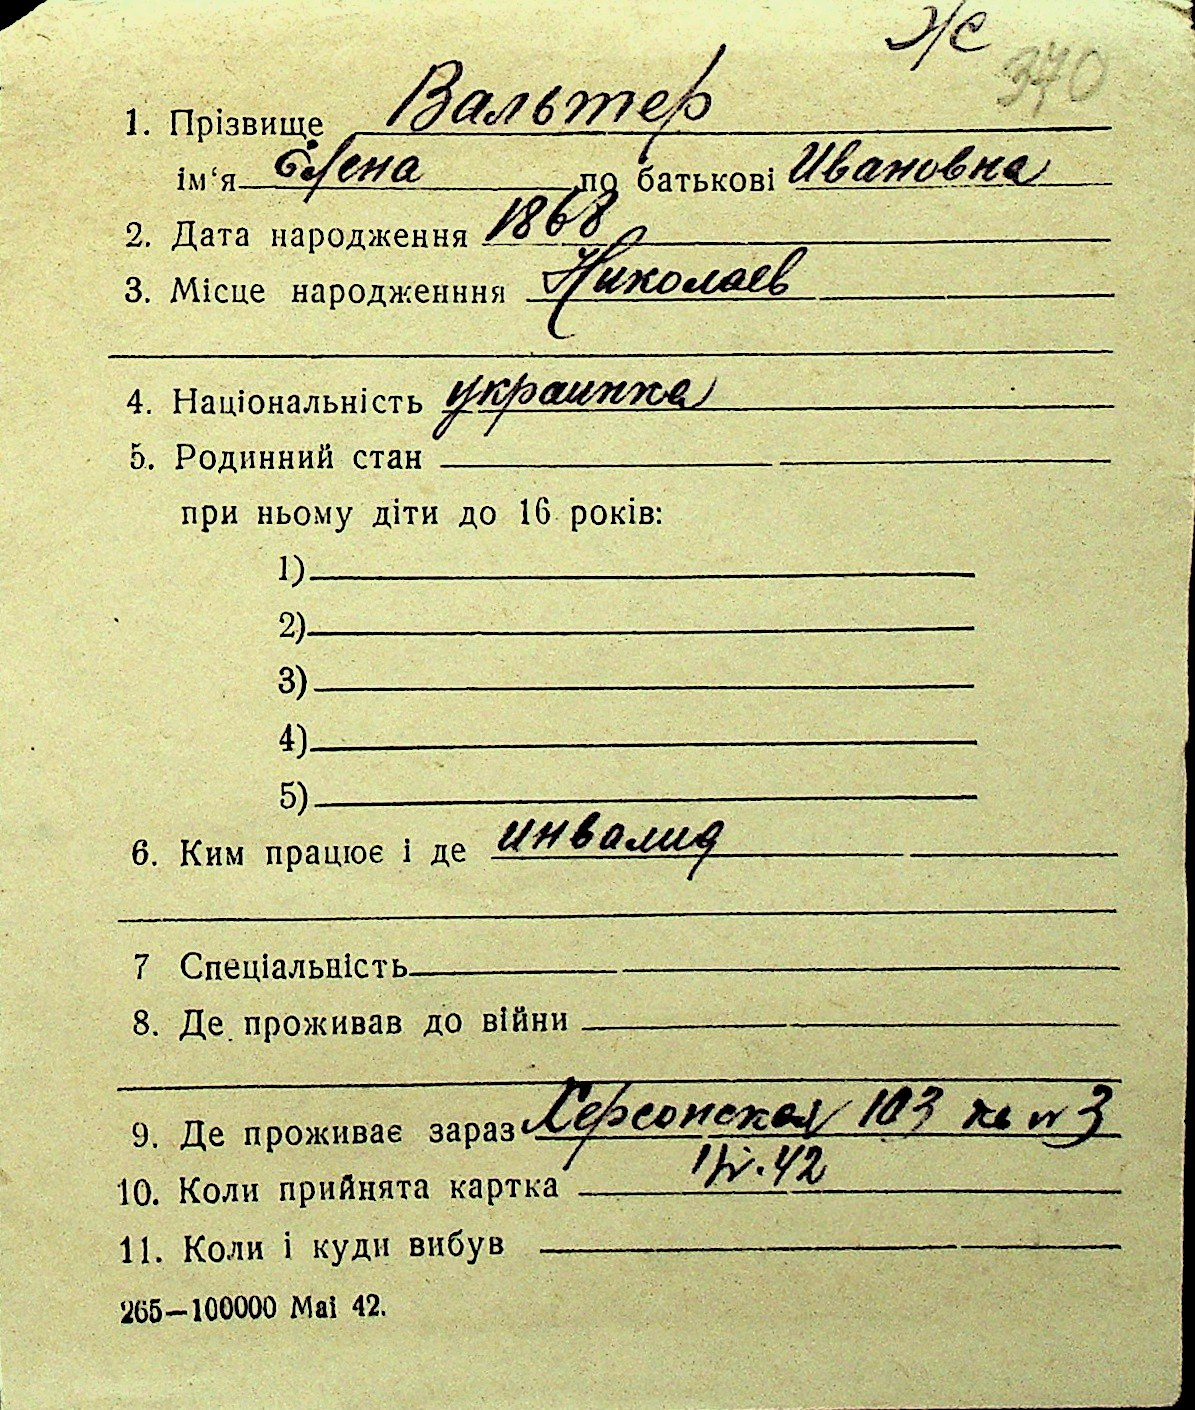 Ж 370
1. Прізвище Вальтер
ім‘я Елена по батькові Ивановна
2. Дата народження 1868
3. Місце народженння Николаев
4. Національність украинка
5. Родинний стан
при ньому діти до 16 років:
1)
2)
3)
4)
5)
6. Ким працює і де инвалид
7 Спеціальність
8. Де проживав до війни
9. Де проживає зараз Херсонская 103 кв № 3
10. Коли прийнята картка 42
11. Коли і куди вибув
265—100000 Маі 42.